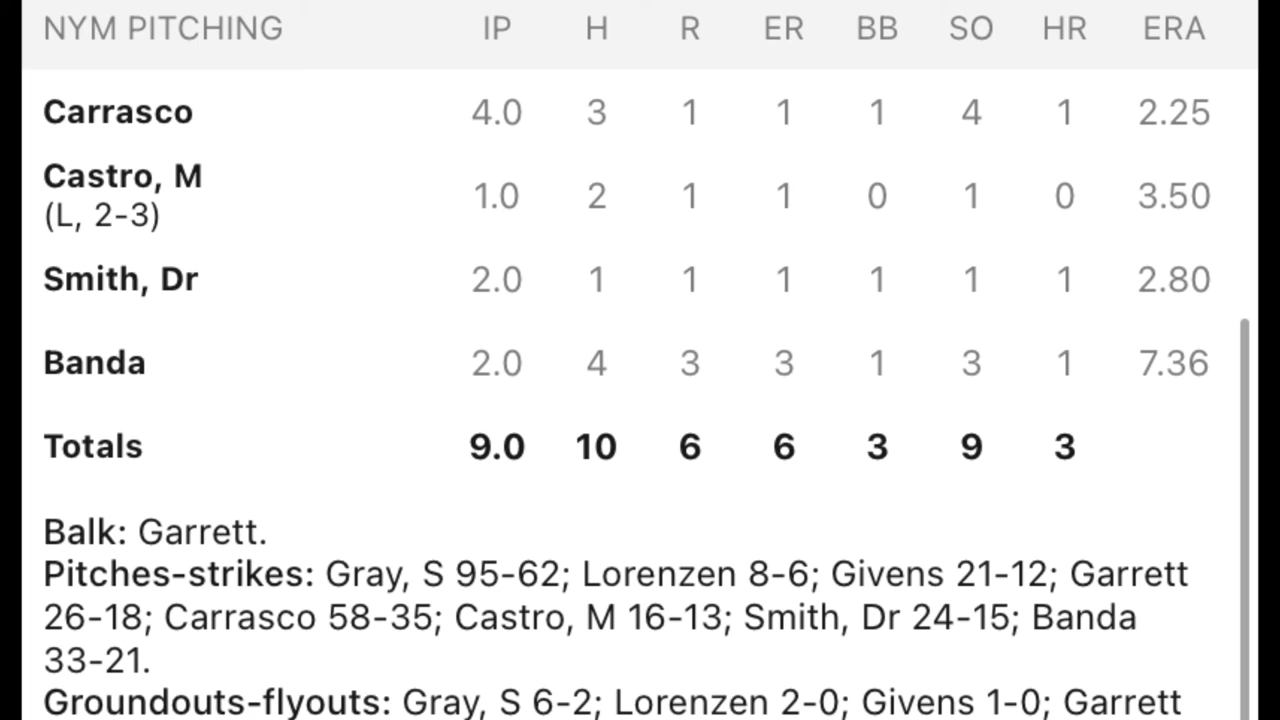 NYM PITCHING IP H R ER BB SO HR ERA
Carrasco 4.0 3 1 1 1 4 1 2.25
Castro, M
(L, 2-3) 1.0 2 1 1 0 1 0 3.50
Smith, Dr 2.0 1 1 1 1 1 1 2.80
Banda 2.0 4 3 3 1 3 1 7.36
Totals 9.0 10 6 6 3 9 3
Balk: Garrett.
Pitches-strikes: Gray, S 95-62; Lorenzen 8-6; Givens 21-12; Garrett
26-18; Carrasco 58-35; Castro, M 16-13; Smith, Dr 24-15; Banda
33-21.
Groundouts-flyouts: Gray, S 6-2; Lorenzen 2-0; Givens 1-0; Garrett